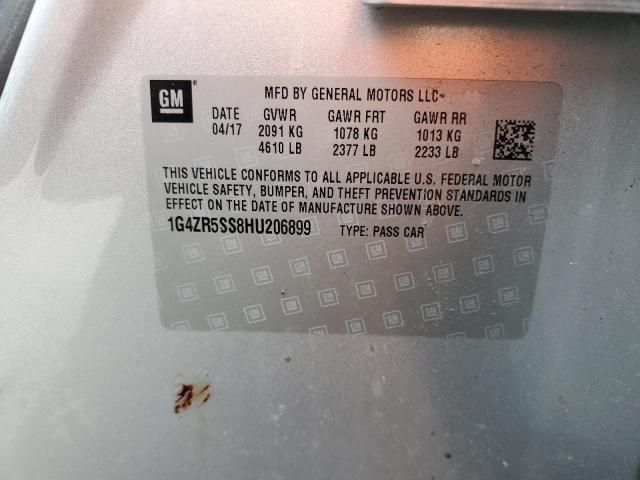 GM ® MFD BY GENERAL MOTORS LLC
DATE GVWR GAWR FRT GAWR RR
04/17 2091 KG 1078 KG 1013 KG
4610 LB 2377 LB 2233 LB
THIS VEHICLE CONFORMS TO ALL APPLICABLE U.S. FEDERAL MOTOR
VEHICLE SAFETY, BUMPER, AND THEFT PREVENTION STANDARDS IN
EFFECT ON THE DATE OF MANUFACTURE SHOWN ABOVE.
1G4ZR5SS8HU206899 TYPE: PASS CAR